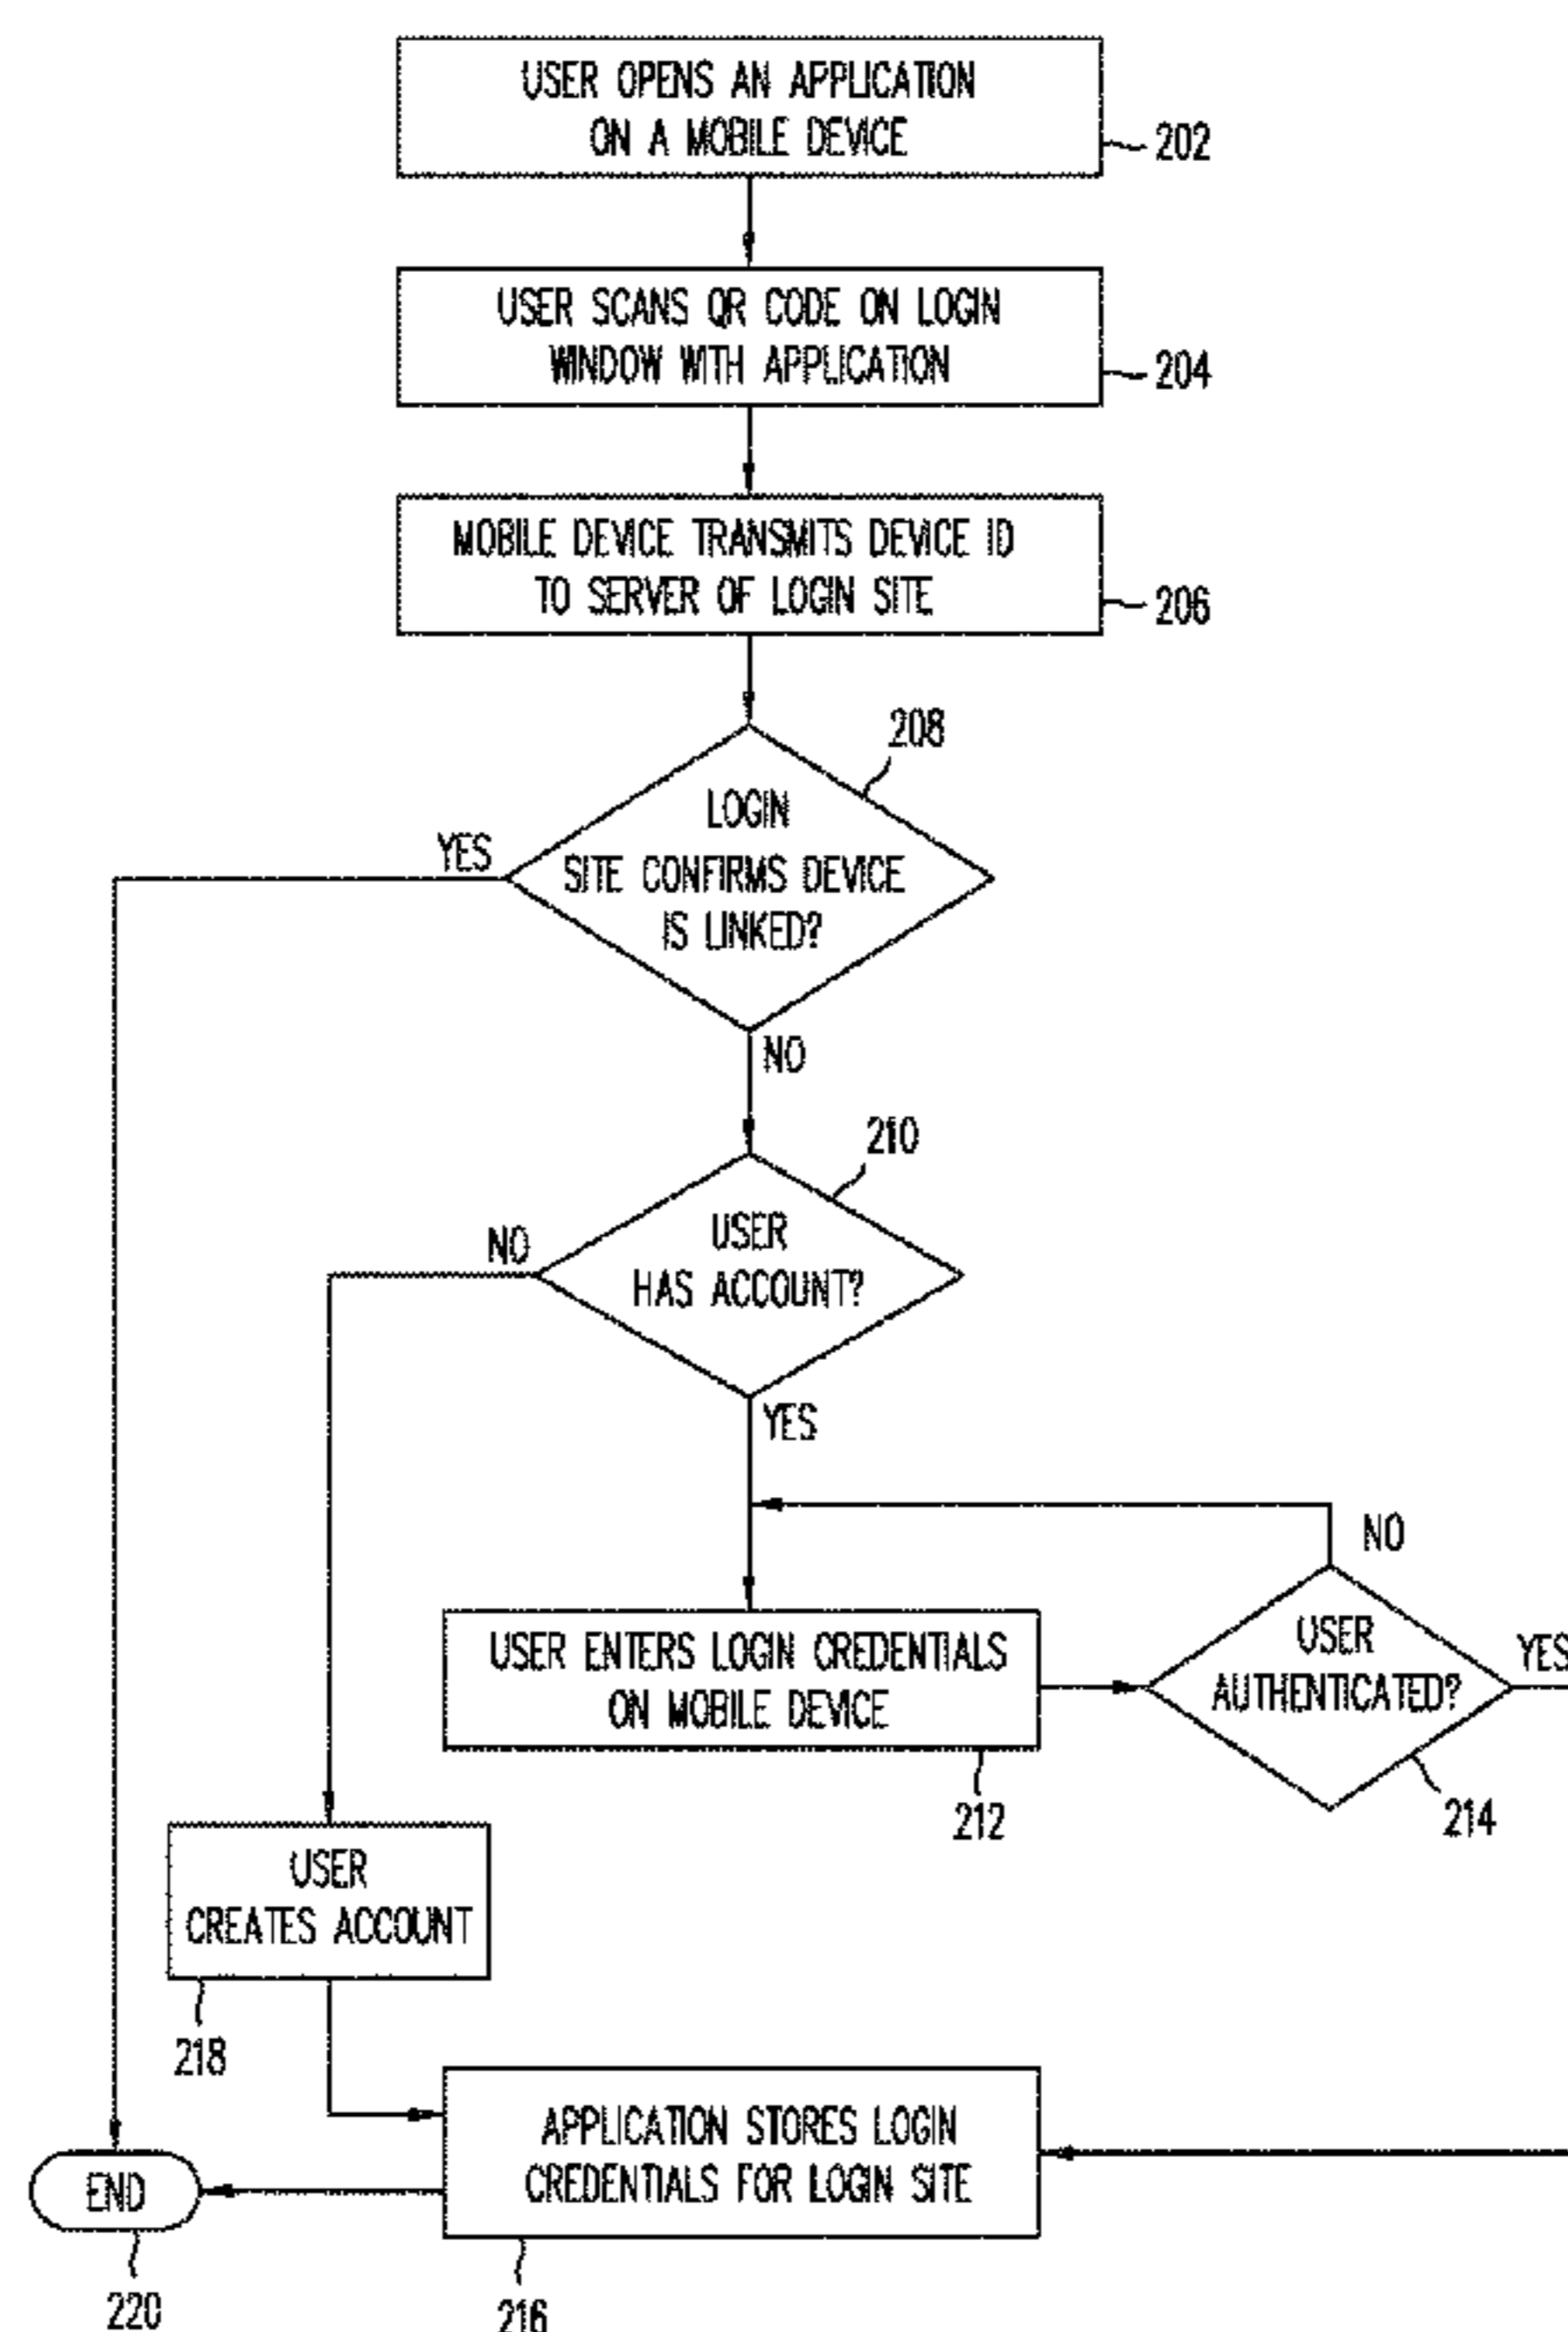 USER OPENS AN APPLICATION
ON A MOBILE DEVICE
202
USER SCANS QR CODE ON LOGIN
WINDOW WITH APPLICATION
204
MOBILE DEVICE TRANSMITS DEVICE ID
TO SERVER OF LOGIN SITE
206
208
LOGIN
SITE CONFIRMS DEVICE
IS LINKED?
YES
NO
210
USER
HAS ACCOUNT?
NO
YES
NO
USER ENTERS LOGIN CREDENTIALS
ON MOBILE DEVICE
212
USER
AUTHENTICATED?
YES
214
USER
CREATES ACCOUNT
218
APPLICATION STORES LOGIN
CREDENTIALS FOR LOGIN SITE
216
END
220